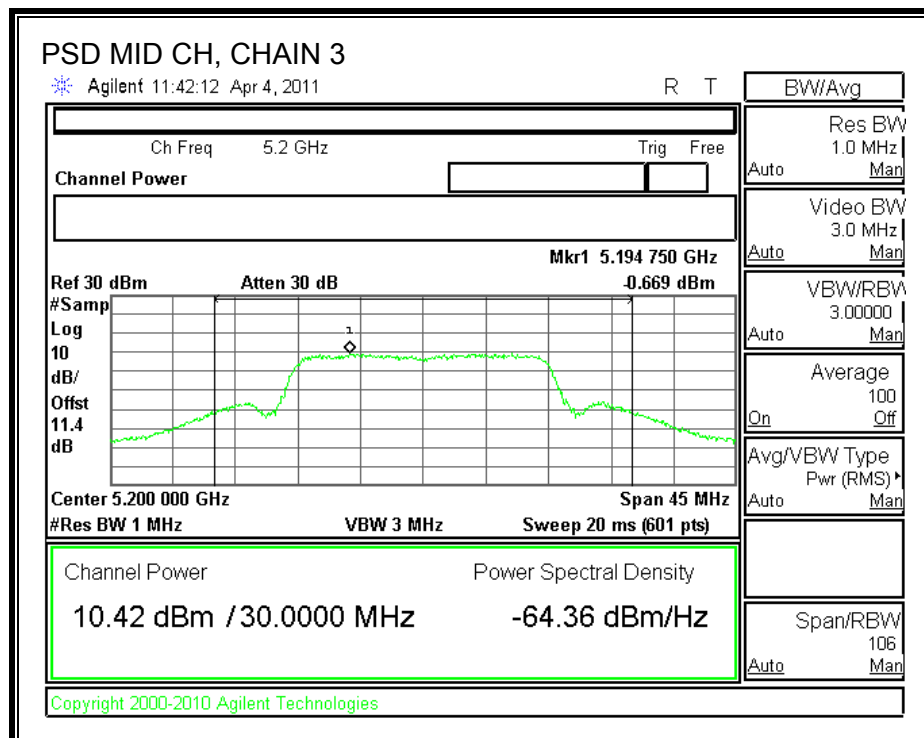 PSD MID CH, CHAIN 3
Agilent 11:42:12 Apr 4, 2011
R T
BW/Avg
Ch Freq 5.2 GHz
Trig Free
Channel Power
Res BW
1.0 MHz
Auto Man
Video BW
3.0 MHz
Auto Man
Mkr1 5.194 750 GHz
Ref 30 dBm Atten 30 dB -0.669 dBm
#Samp
Log
10
dB/
Offst
11.4
dB
1
VBW/RBW
3.00000
Auto Man
Average
100
On Off
Avg/VBW Type
Pwr (RMS)
Auto Man
Center 5.200 000 GHz Span 45 MHz
#Res BW 1 MHz VBW 3 MHz Sweep 20 ms (601 pts)
Channel Power Power Spectral Density
10.42 dBm / 30.0000 MHz -64.36 dBm/Hz
Span/RBW
106
Auto Man
Copyright 2000-2010 Agilent Technologies